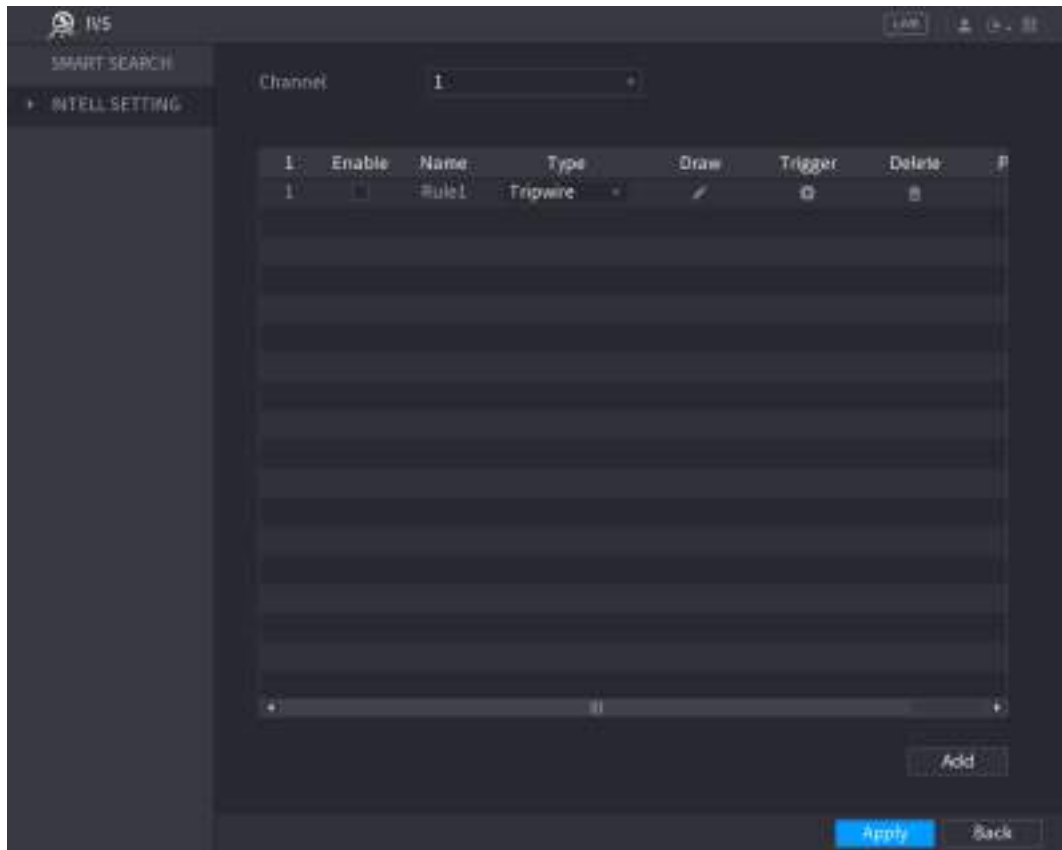 IVS
LIVE
SMART SEARCH
INTELL SETTING
Channel 1
1 Enable Name Type Draw Trigger Delete P
1 Rule1 Tripwire
Add
Apply Back